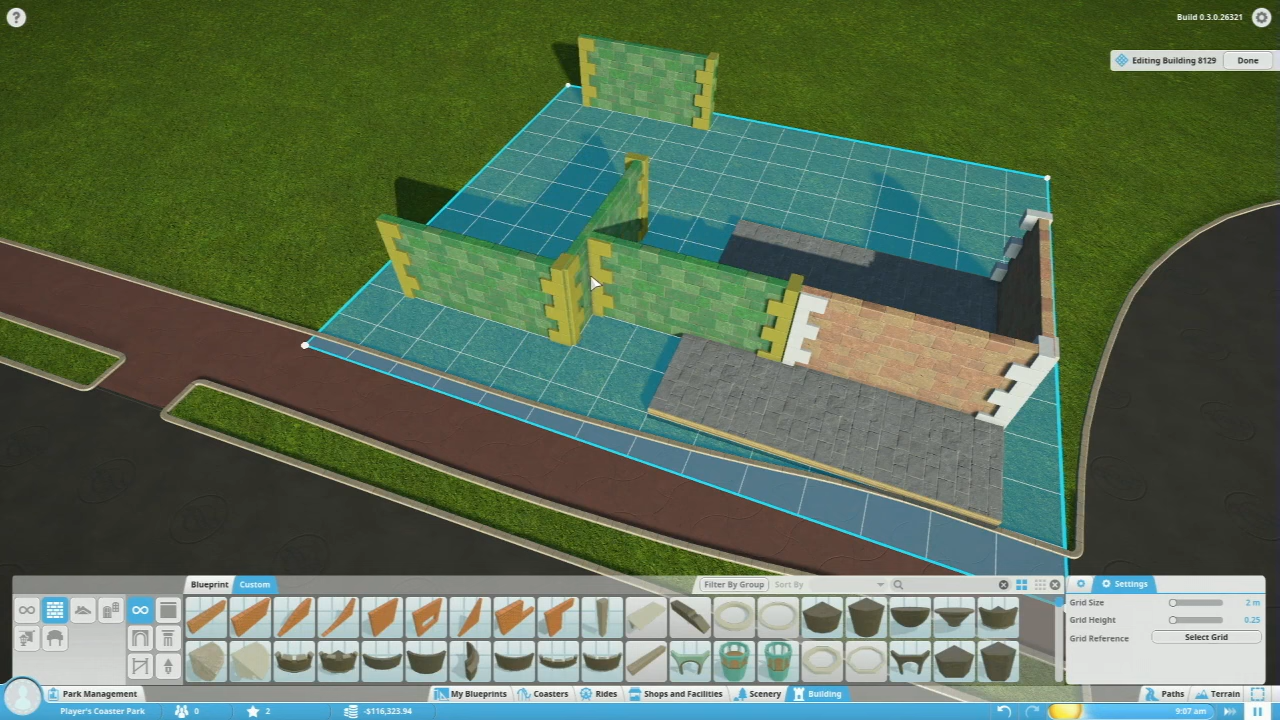 ?
Build 0.3.0.26321
Editing Building 8129 Done
Blueprint Custom
Filter By Group Sort By
Settings
Grid Size 2 m
Grid Height 0.25
Grid Reference Select Grid
Park Management My Blueprints Coasters Rides Shops and Facilities Scenery Building Paths Terrain
Player's Coaster Park 0 2 -$116,323.94 9:07 am